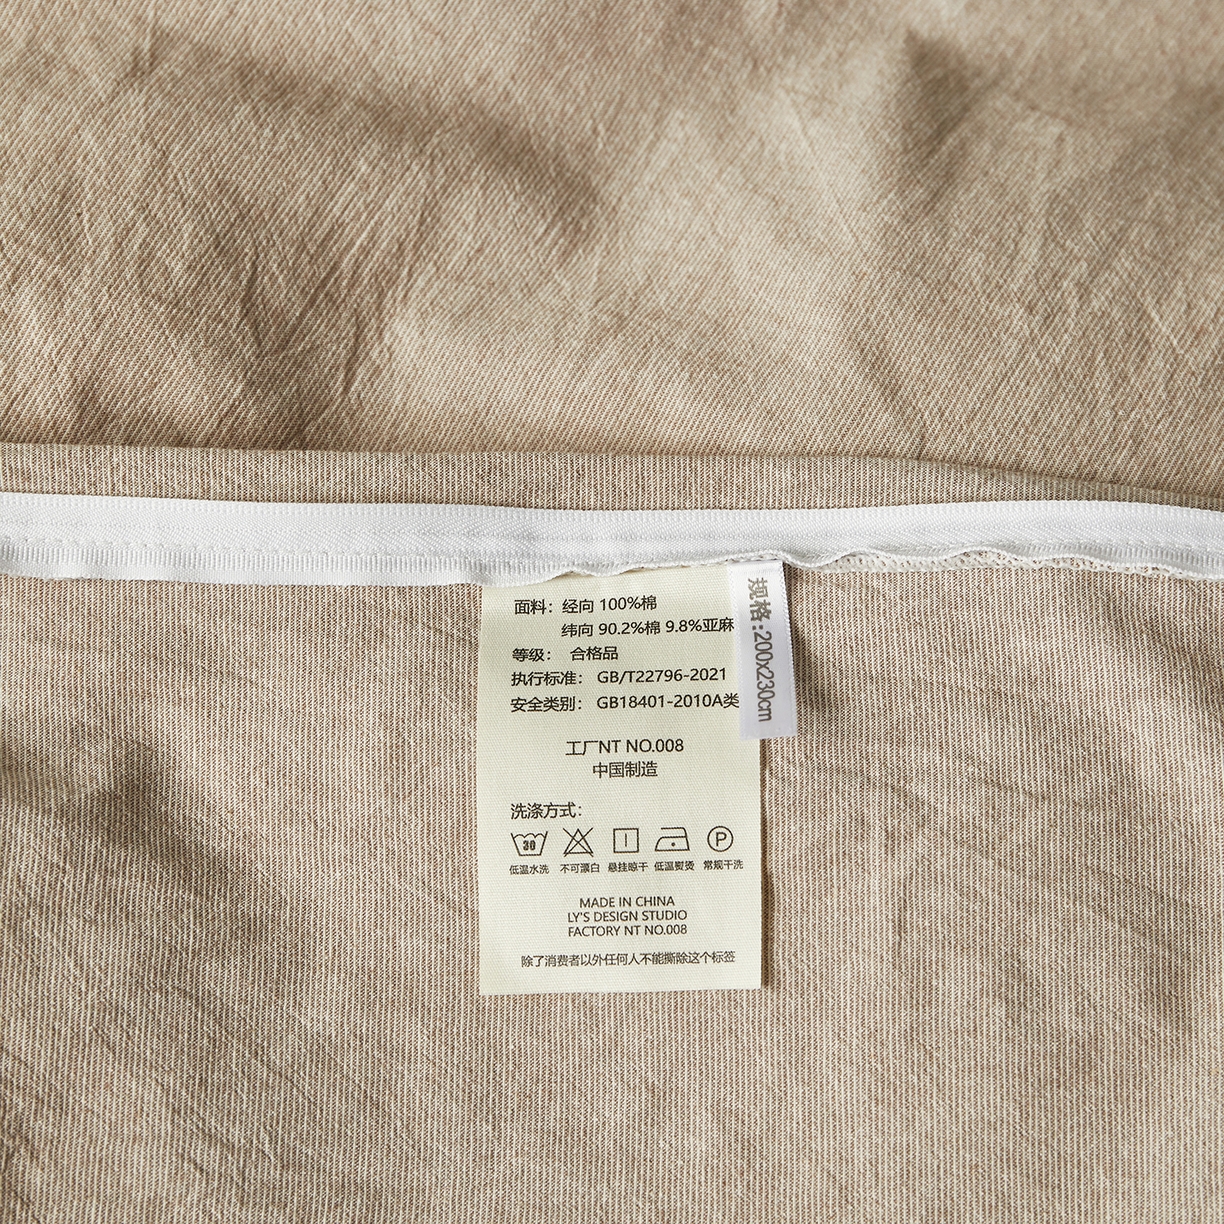 面料：经向 100%棉
纬向 90.2%棉 9.8%亚麻
等级： 合格品
执行标准： GB/T22796-2021
安全类别： GB18401-2010A类
规格:200x230cm
工厂NT NO.008
中国制造
洗涤方式：
30
P
低温水洗 不可漂白 悬挂晾干 低温熨烫 常规干洗
MADE IN CHINA
LY'S DESIGN STUDIO
FACTORY NT NO.008
除了消费者以外任何人不能撕除这个标签